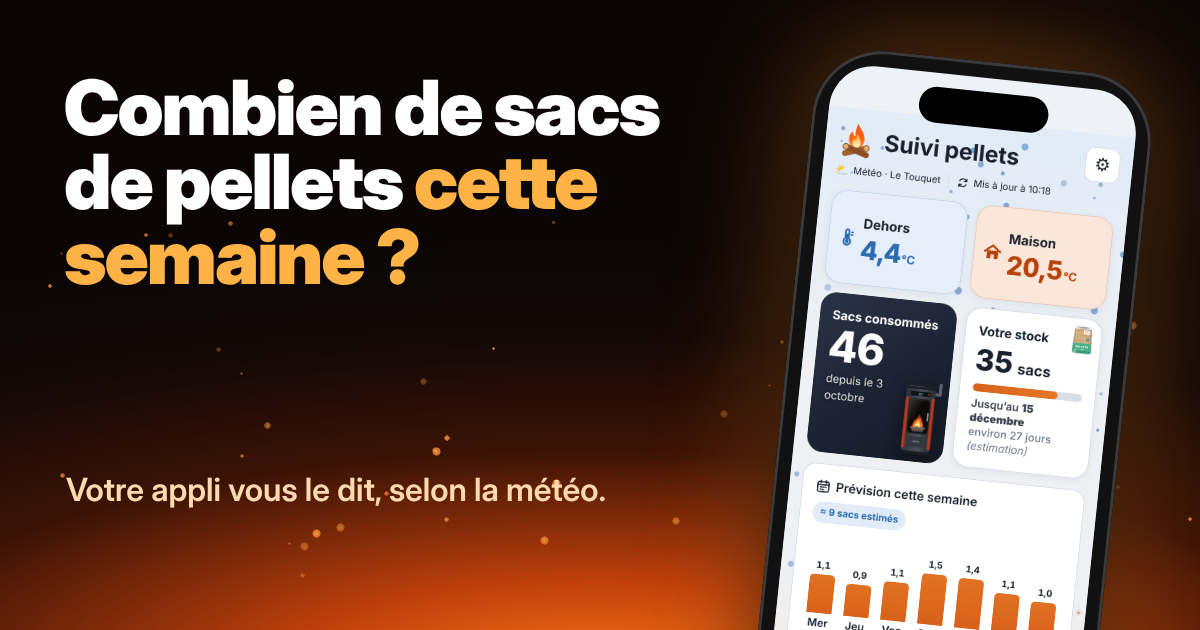 Combien de sacs
de pellets cette
semaine ?
Votre appli vous le dit, selon la météo.
Suivi pellets
Météo · Le Touquet
Mis à jour à 10:18
Dehors
4,4°C
Maison
20,5°C
Sacs consommés
46
depuis le 3
octobre
Votre stock
35 sacs
Jusqu'au 15
décembre
environ 27 jours
(estimation)
Prévision cette semaine
≈ 9 sacs estimés
1,1 0,9 1,1 1,5 1,4 1,1 1,0
Mer Jeu